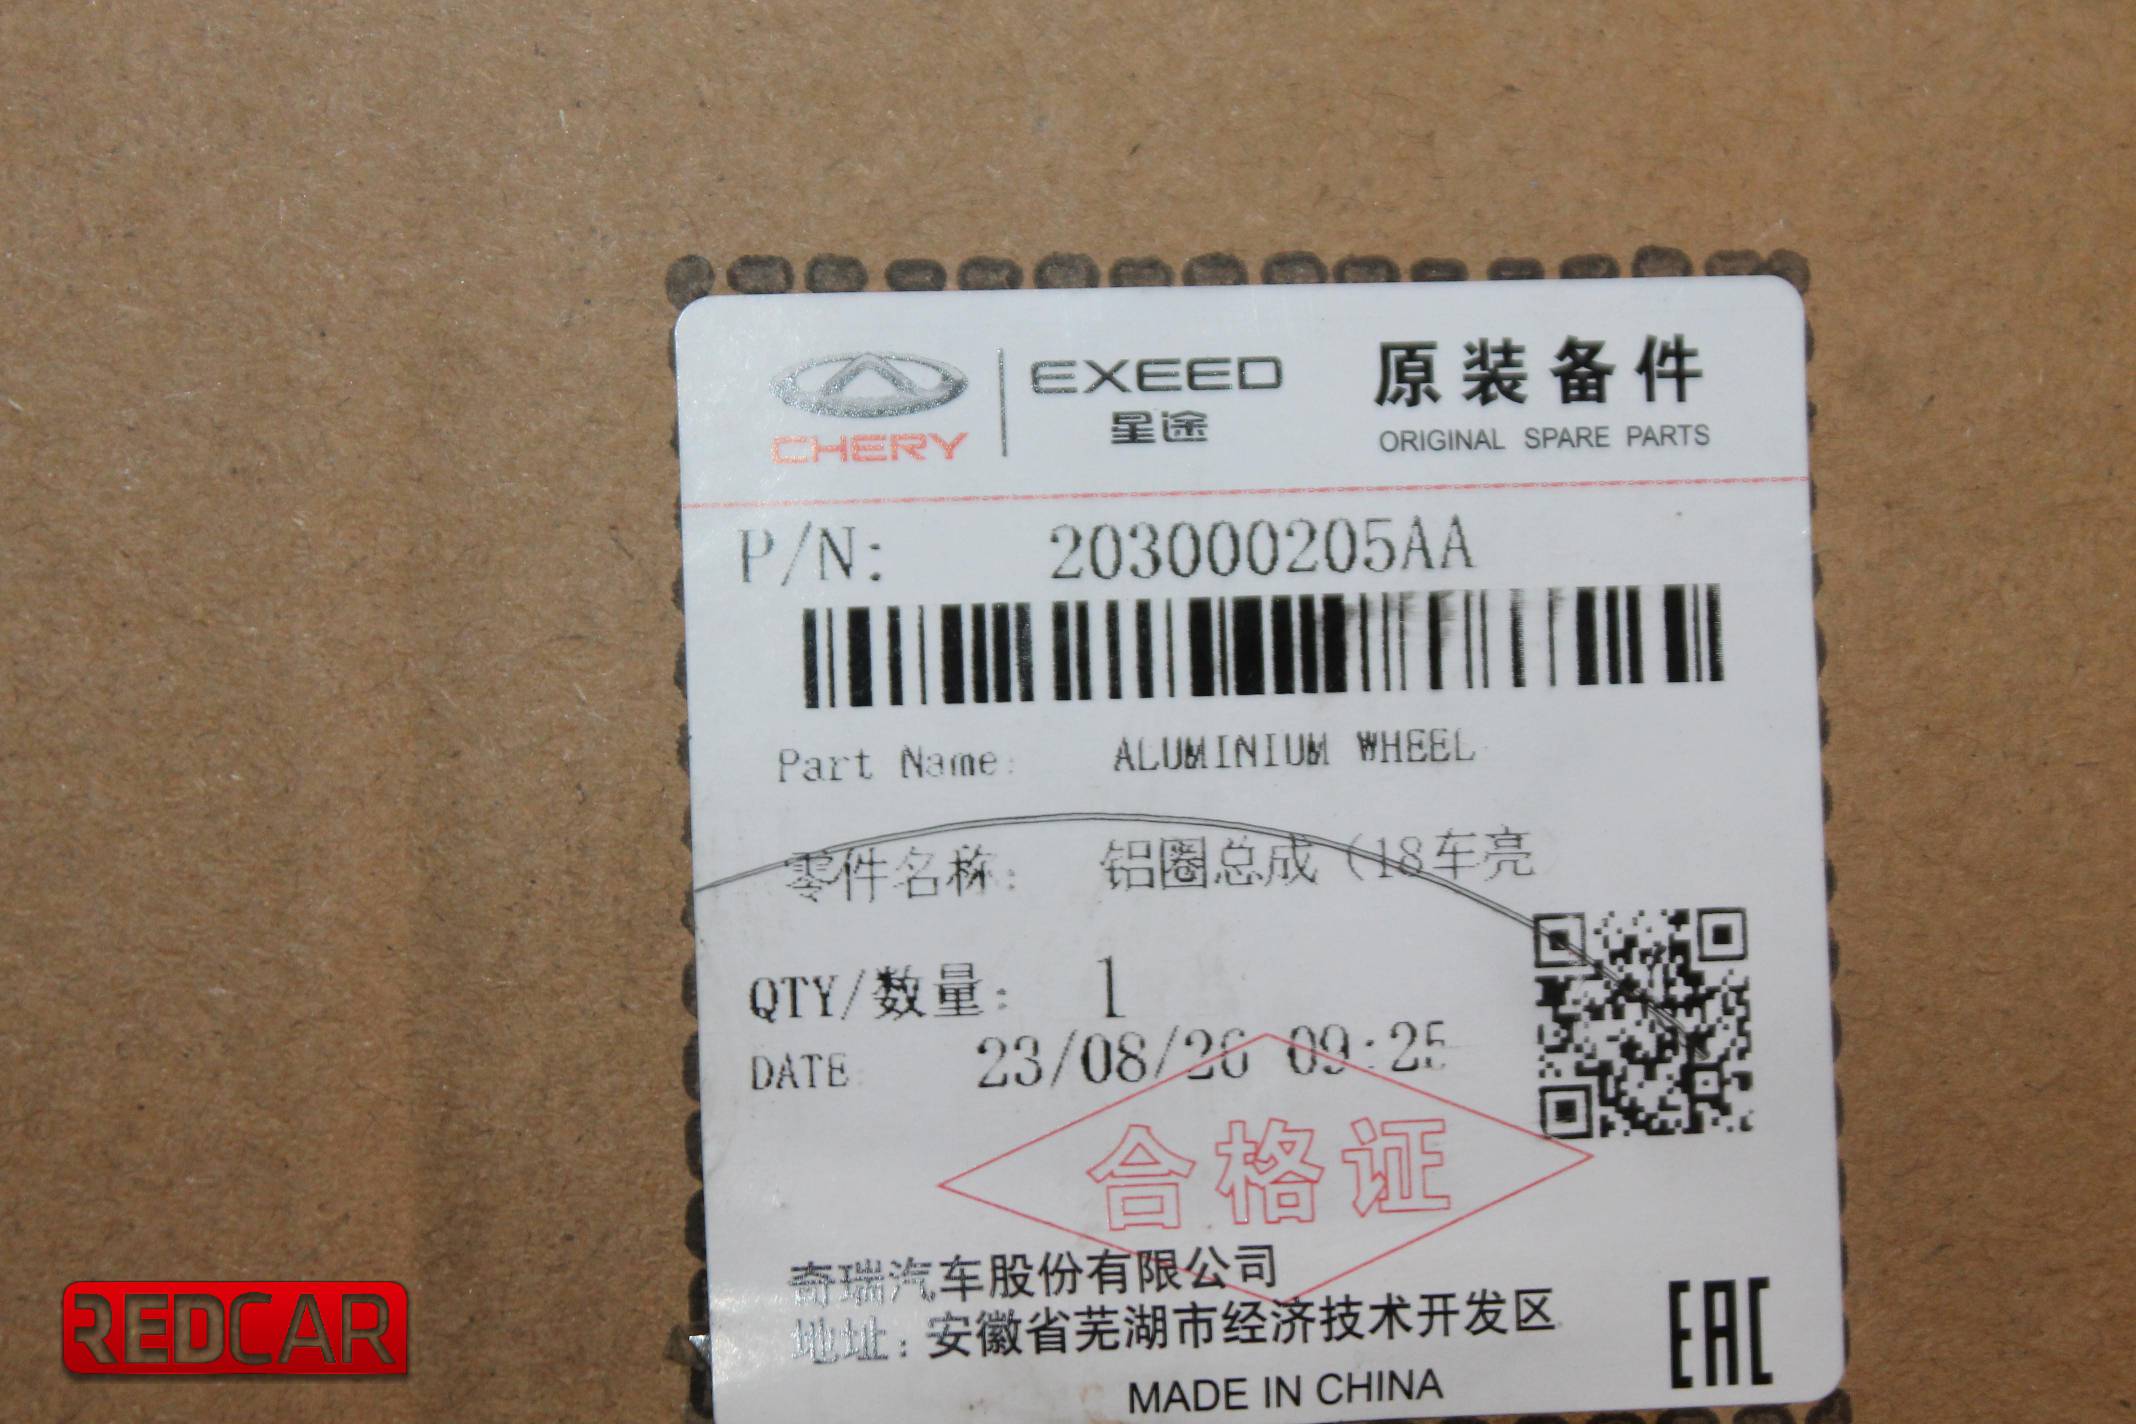 CHERY
EXEED
星途
原装备件
ORIGINAL SPARE PARTS
P/N: 203000205AA
Part Name: ALUMINIUM WHEEL
零件名称: 铝圈总成（18车亮
QTY/数量: 1
DATE 23/08/26 09:25
合格证
奇瑞汽车股份有限公司
地址：安徽省芜湖市经济技术开发区
MADE IN CHINA
EAC
REDCAR